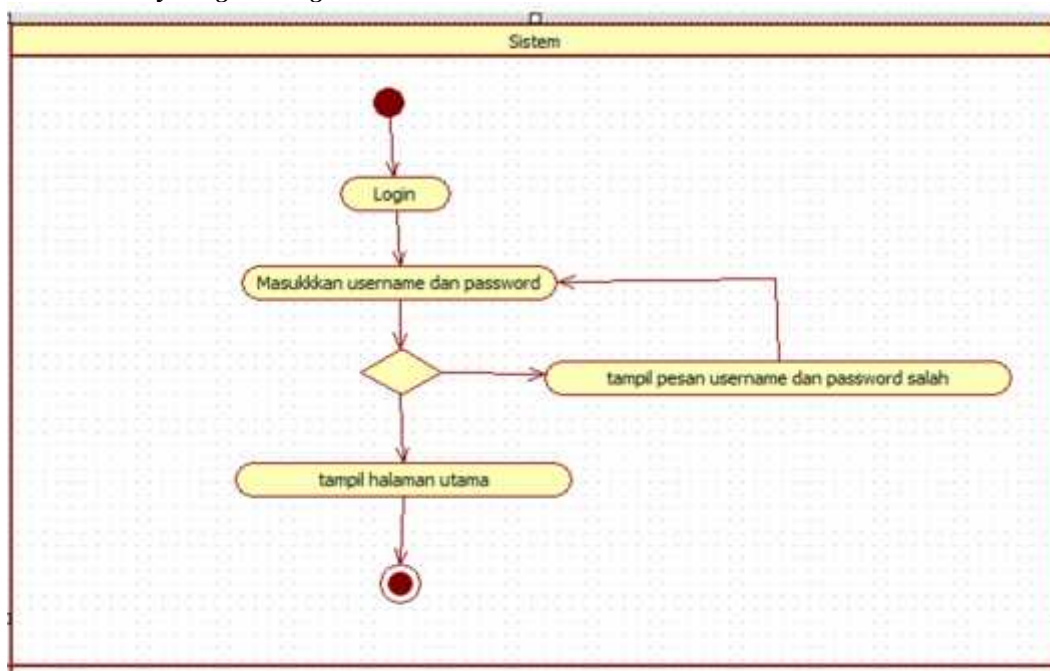 Sistem
Login
Masukkkan username dan password
tampil pesan username dan password salah
tampil halaman utama